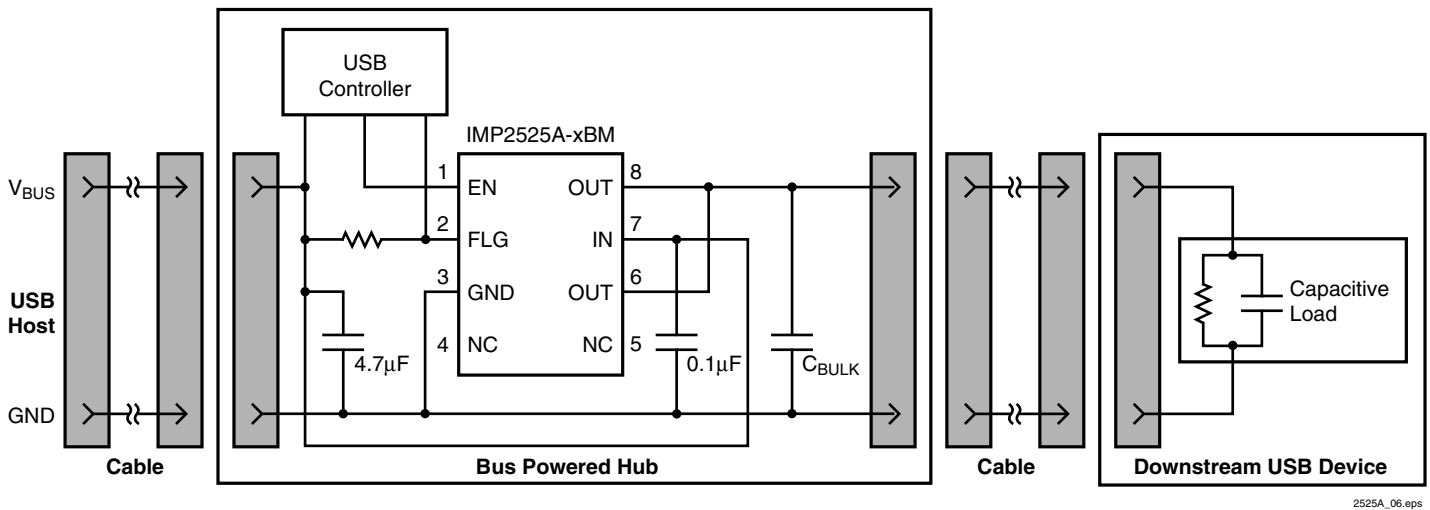 USB
Controller
IMP2525A-xBM
V_BUS
1
EN
OUT
8
2
FLG
IN
7
3
GND
OUT
6
4
NC
NC
5
USB
Host
4.7µF
0.1µF
C_BULK
Capacitive
Load
GND
Cable
Bus Powered Hub
Cable
Downstream USB Device
2525A_06.eps